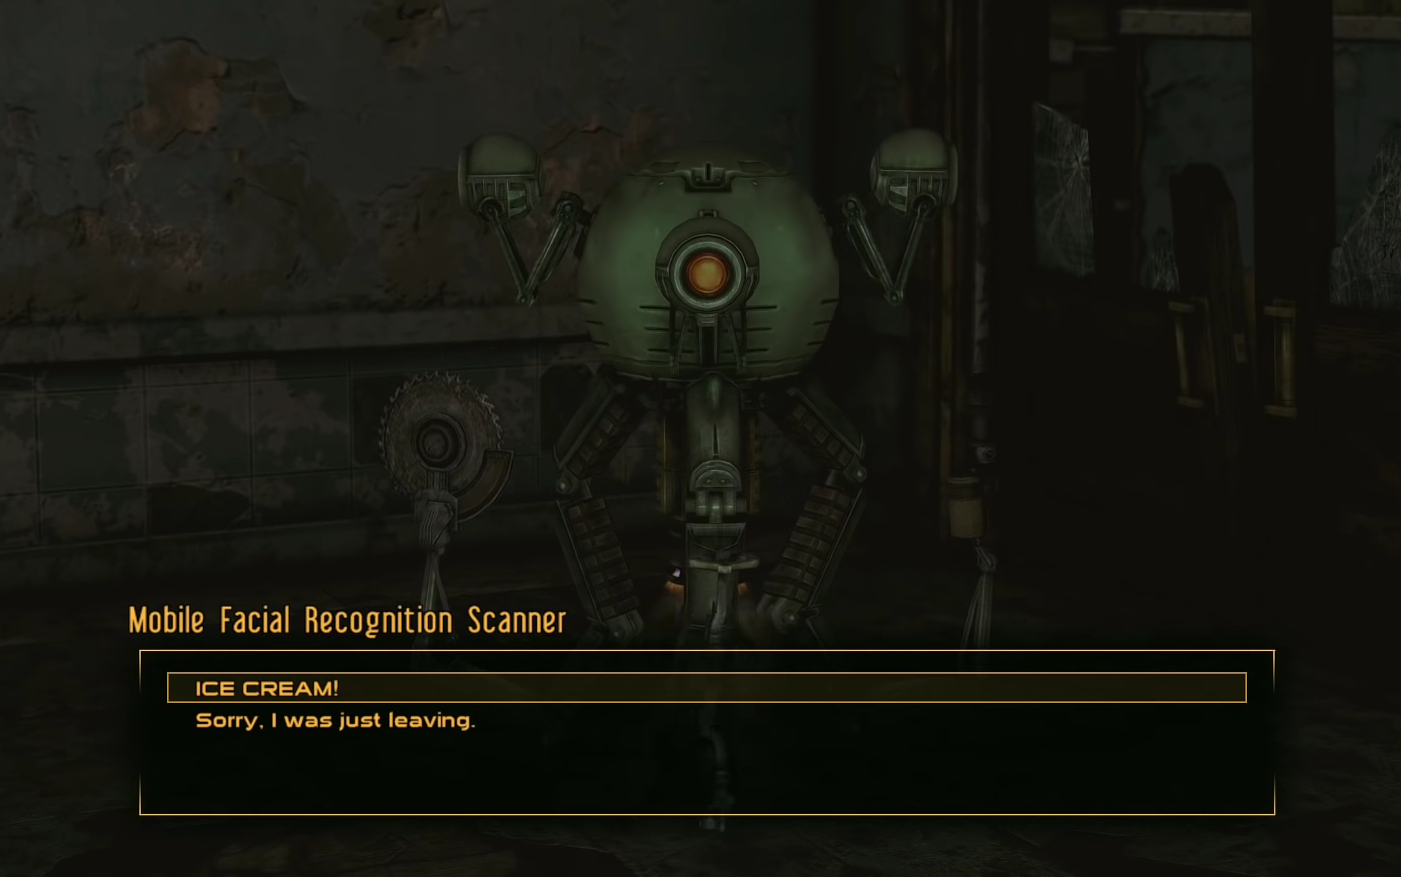 Mobile Facial Recognition Scanner
ICE CREAM!
Sorry, I was just leaving.